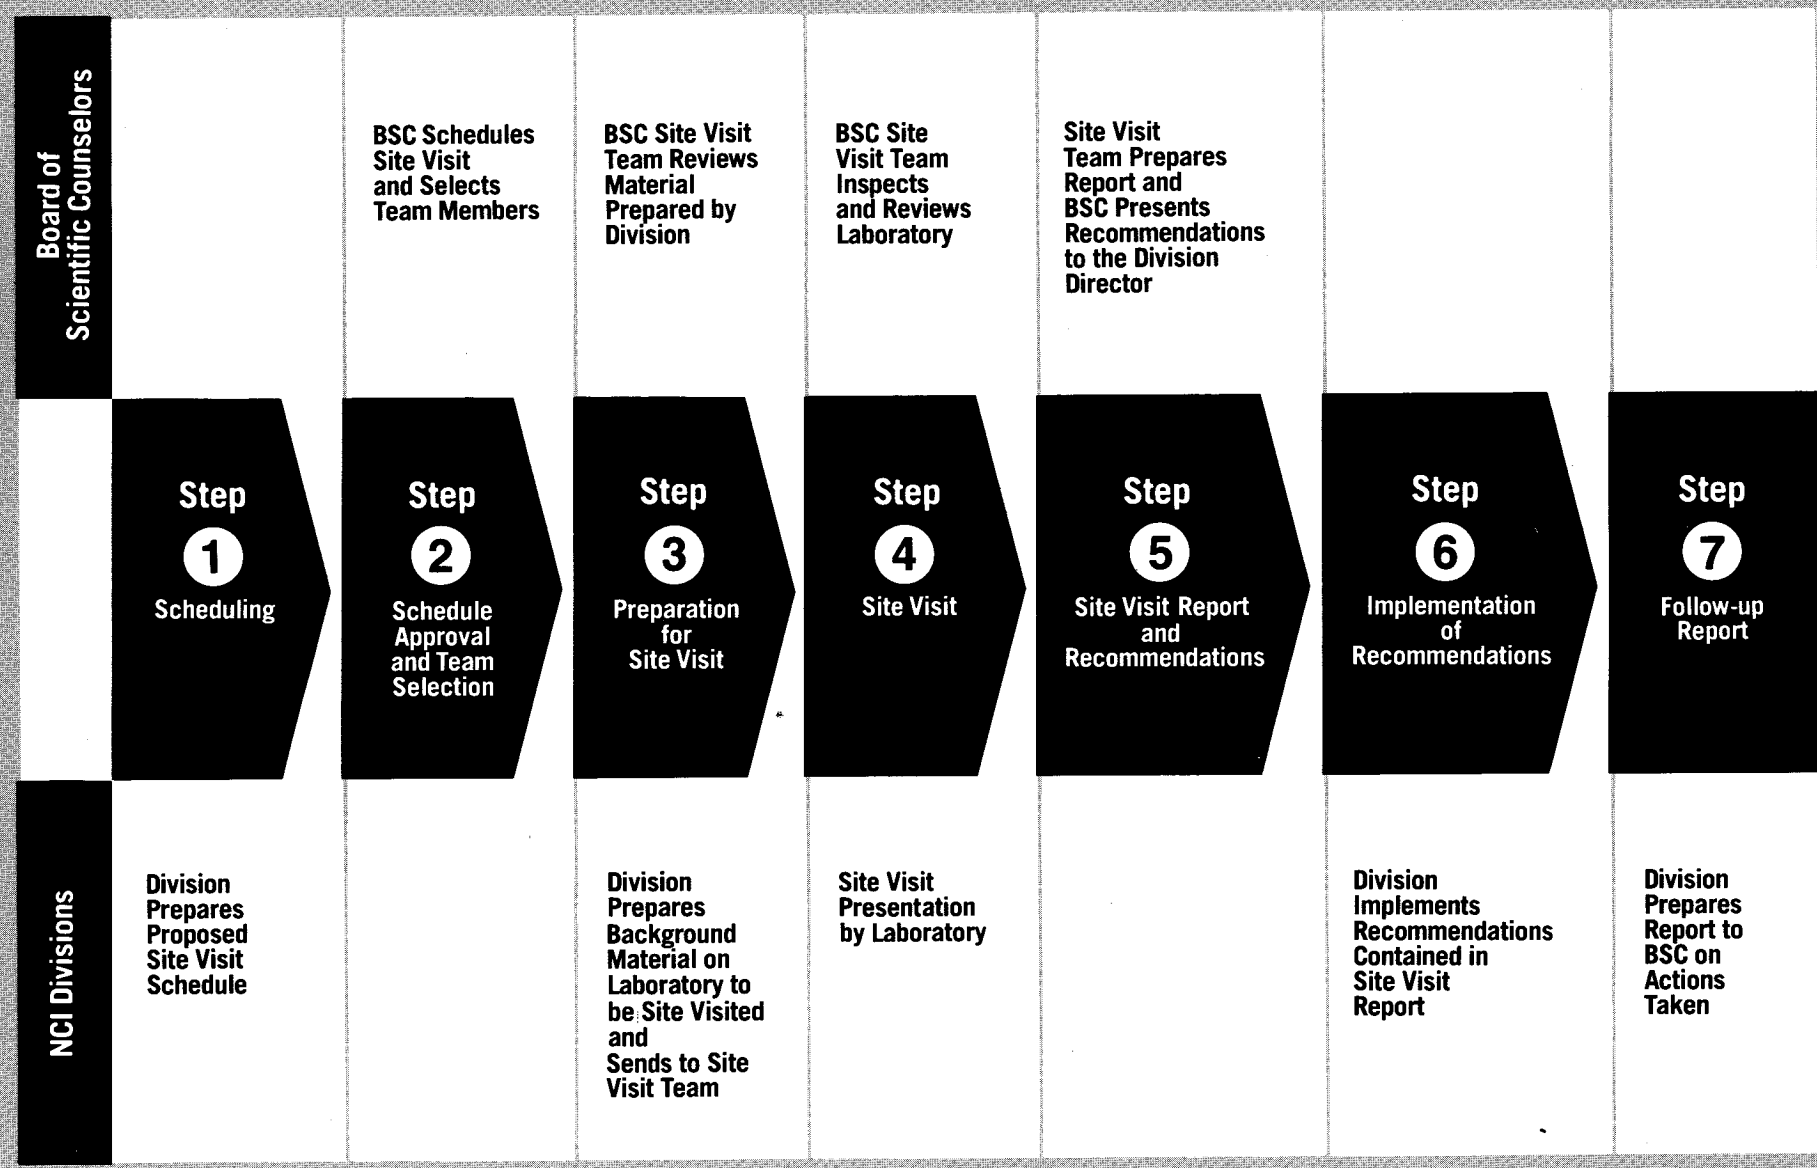 Board of
Scientific Counselors
BSC Schedules
Site Visit
and Selects
Team Members
BSC Site Visit
Team Reviews
Material
Prepared by
Division
BSC Site
Visit Team
Inspects
and Reviews
Laboratory
Site Visit
Team Prepares
Report and
BSC Presents
Recommendations
to the Division
Director
Step
1
Scheduling
Step
2
Schedule
Approval
and Team
Selection
Step
3
Preparation
for
Site Visit
Step
4
Site Visit
Step
5
Site Visit Report
and
Recommendations
Step
6
Implementation
of
Recommendations
Step
7
Follow-up
Report
NCI Divisions
Division
Prepares
Proposed
Site Visit
Schedule
Division
Prepares
Background
Material on
Laboratory to
be Site Visited
and
Sends to Site
Visit Team
Site Visit
Presentation
by Laboratory
Division
Implements
Recommendations
Contained in
Site Visit
Report
Division
Prepares
Report to
BSC on
Actions
Taken